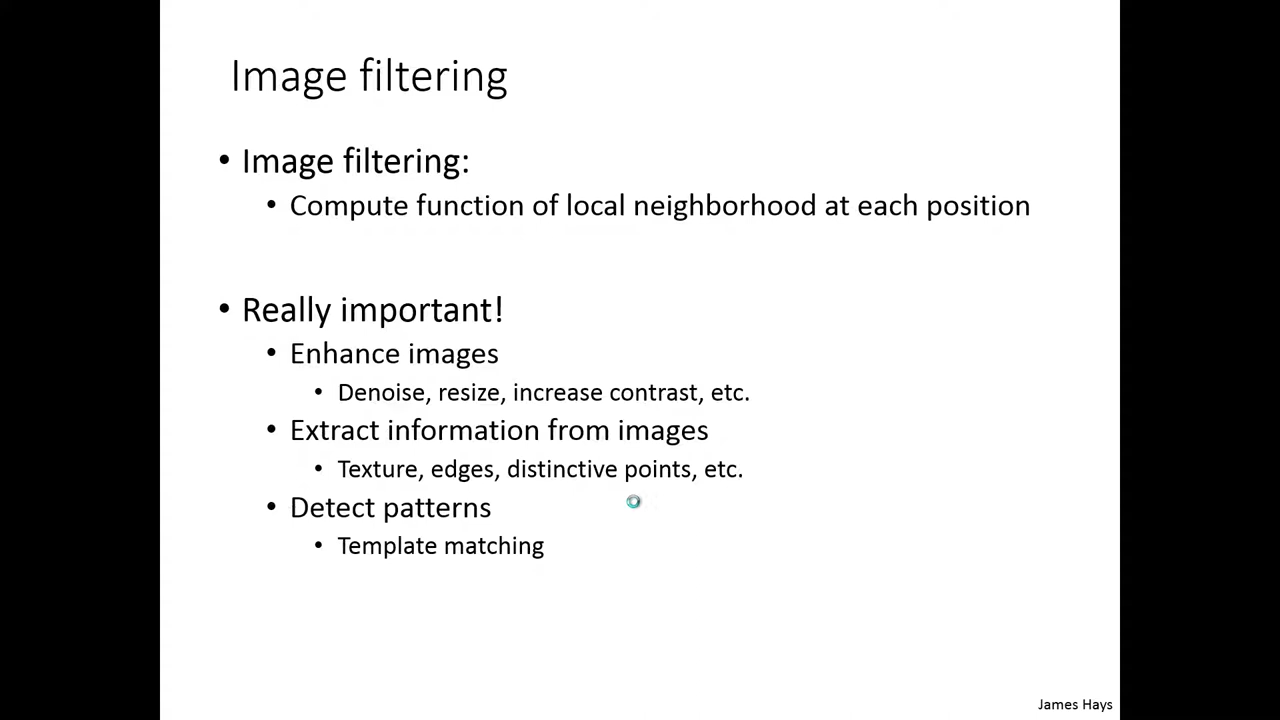 Image filtering
• Image filtering:
• Compute function of local neighborhood at each position
• Really important!
• Enhance images
• Denoise, resize, increase contrast, etc.
• Extract information from images
• Texture, edges, distinctive points, etc.
• Detect patterns
• Template matching
James Hays